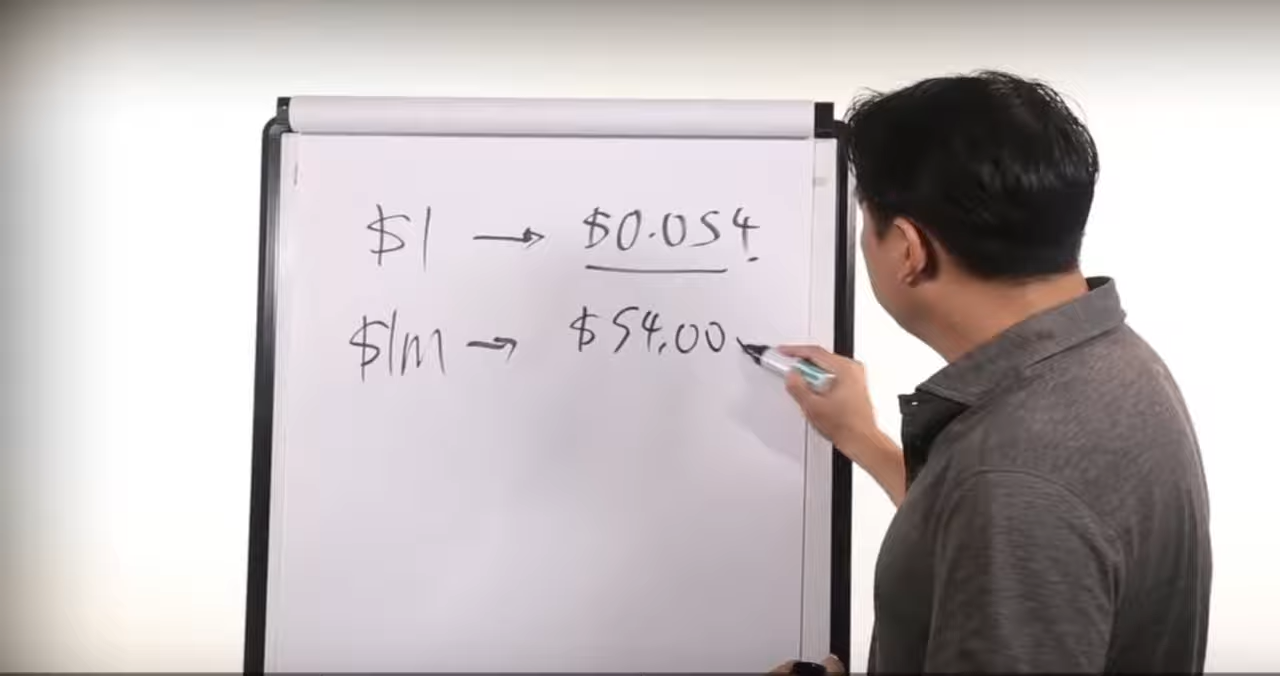 $1 → $0.054
$1M → $54,00